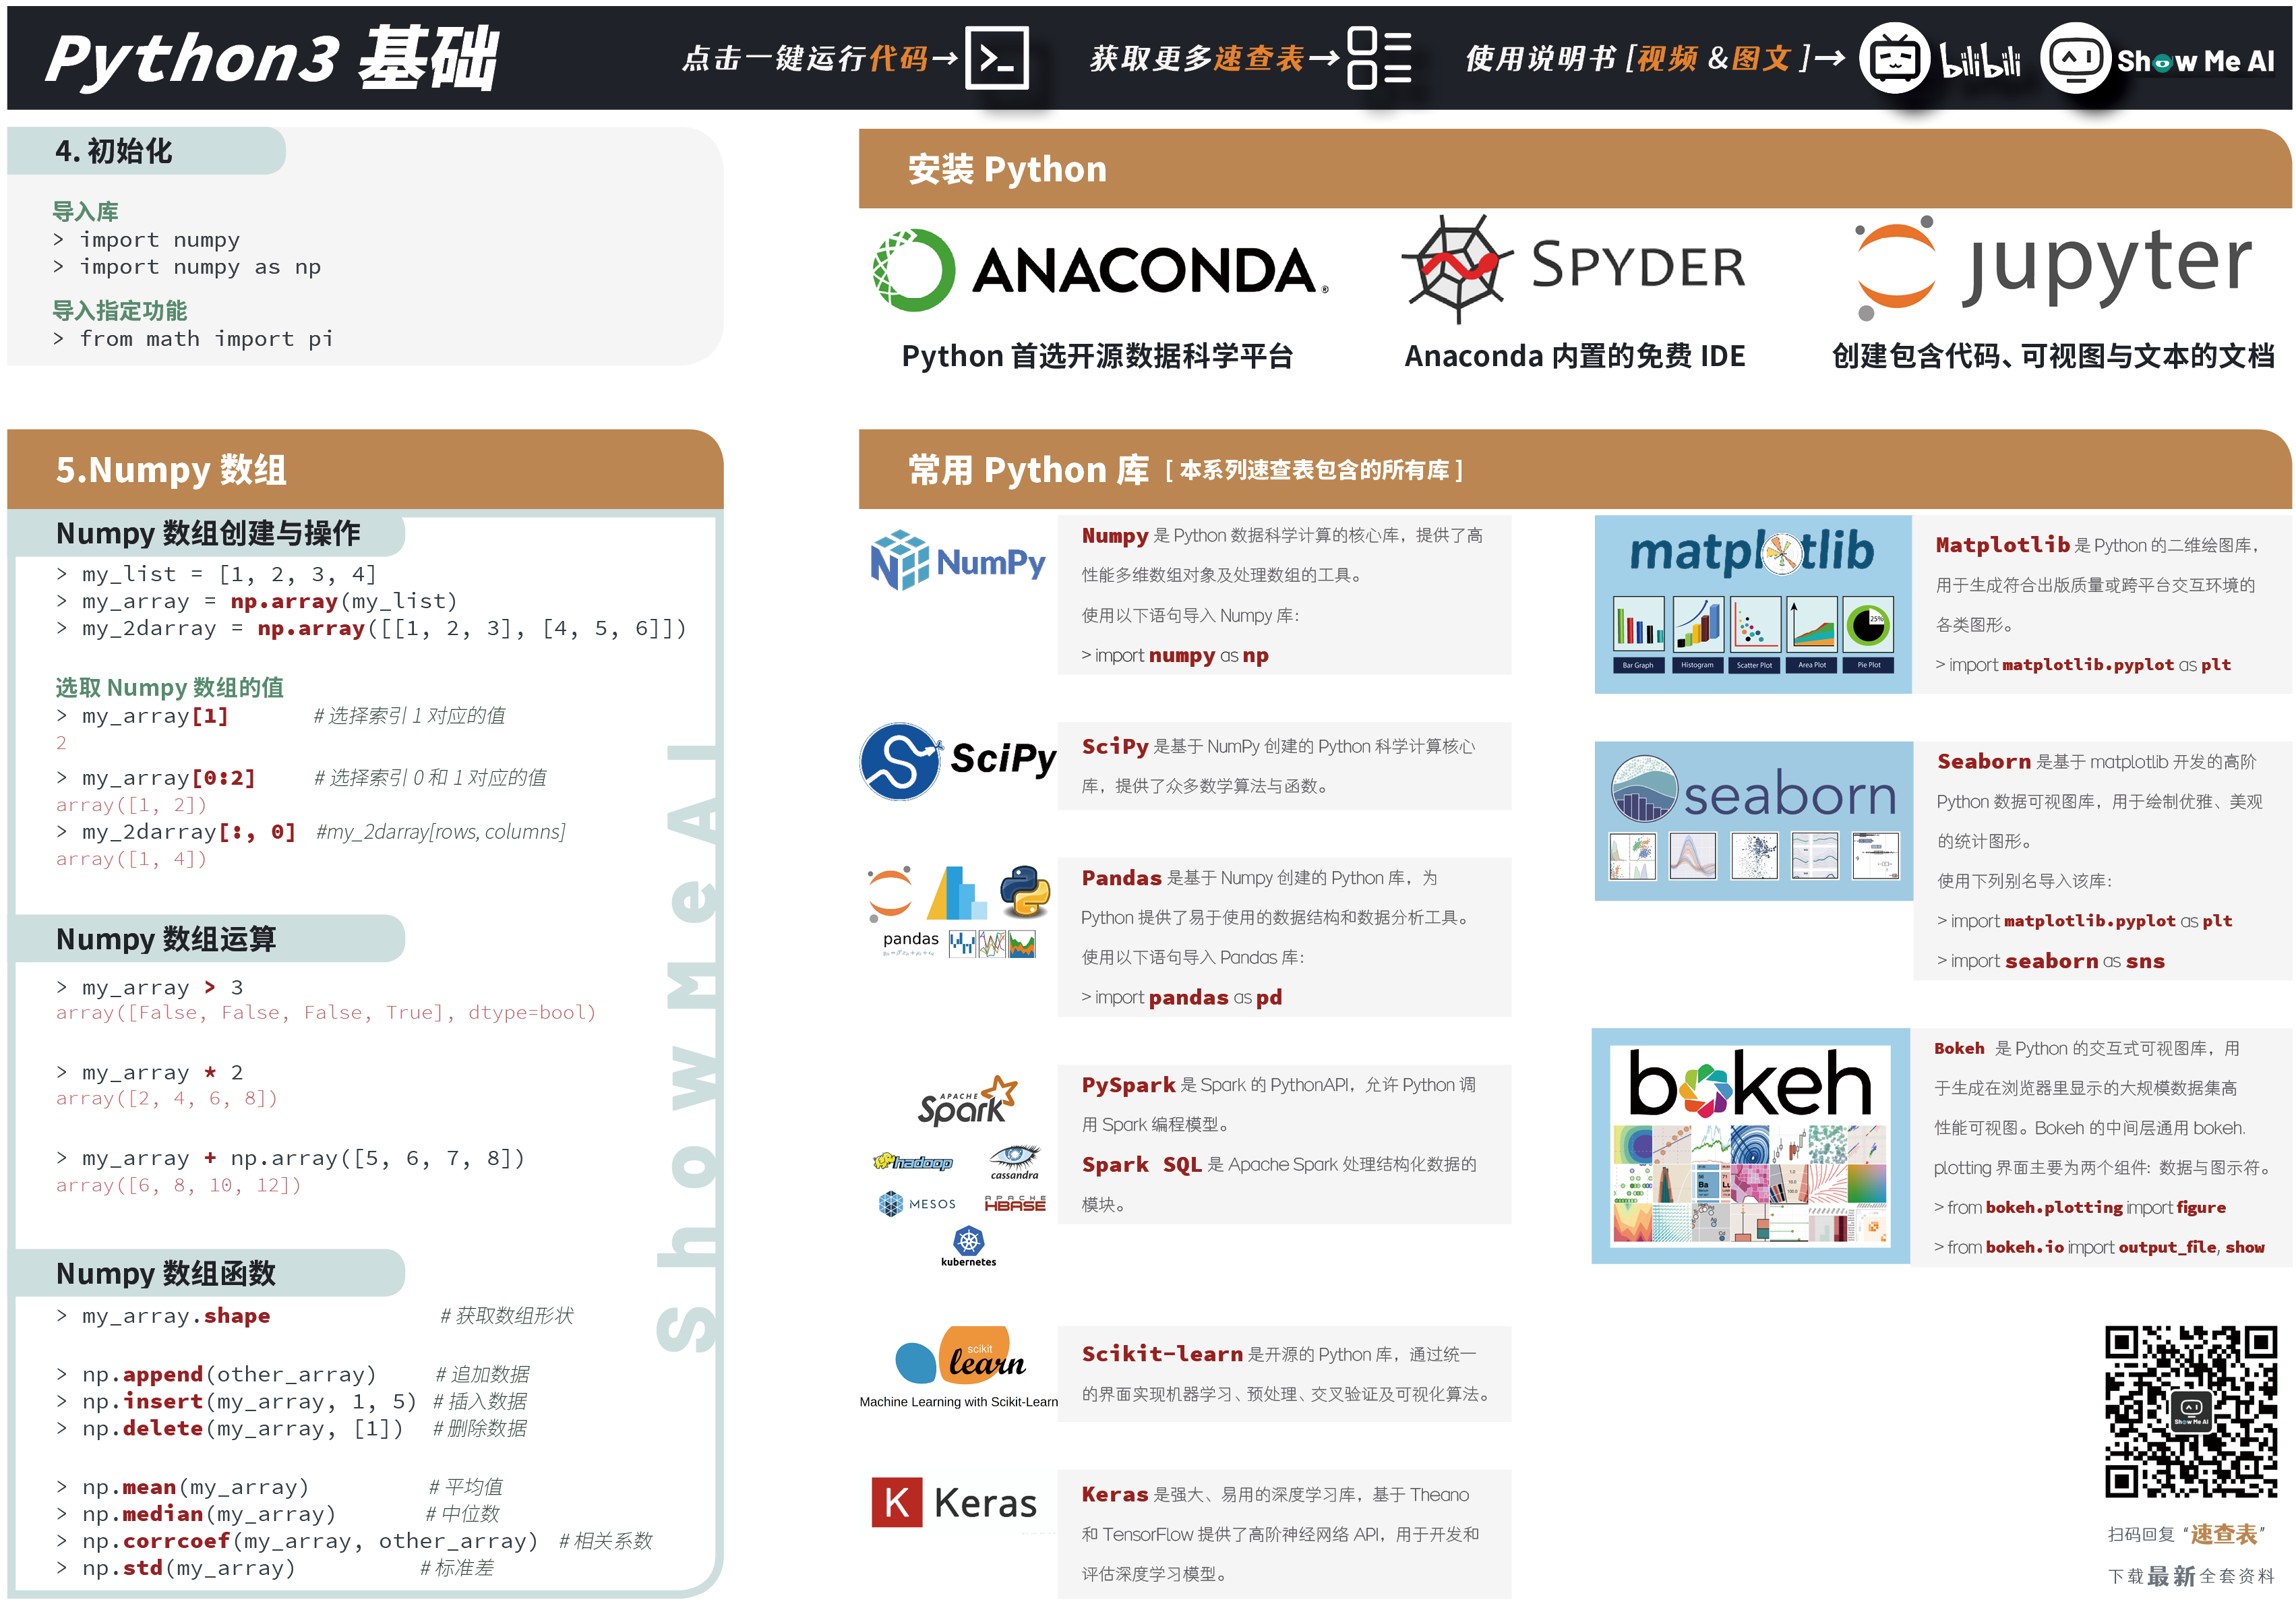 Python3 基础
点击一键运行代码→
获取更多速查表→
使用说明书 [视频 &图文 ]→
bilibili
Show Me AI
4. 初始化
导入库
> import numpy
> import numpy as np
导入指定功能
> from math import pi
5.Numpy 数组
Numpy 数组创建与操作
> my_list = [1, 2, 3, 4]
> my_array = np.array(my_list)
> my_2darray = np.array([[1, 2, 3], [4, 5, 6]])
选取 Numpy 数组的值
> my_array[1] # 选择索引 1 对应的值
2
> my_array[0:2] # 选择索引 0 和 1 对应的值
array([1, 2])
> my_2darray[:, 0] #my_2darray[rows, columns]
array([1, 4])
Numpy 数组运算
> my_array > 3
array([False, False, False, True], dtype=bool)
> my_array * 2
array([2, 4, 6, 8])
> my_array + np.array([5, 6, 7, 8])
array([6, 8, 10, 12])
Numpy 数组函数
> my_array.shape # 获取数组形状
> np.append(other_array) # 追加数据
> np.insert(my_array, 1, 5) # 插入数据
> np.delete(my_array, [1]) # 删除数据
> np.mean(my_array) # 平均值
> np.median(my_array) # 中位数
> np.corrcoef(my_array, other_array) # 相关系数
> np.std(my_array) # 标准差
ShowMeAI
安装 Python
ANACONDA®
Python 首选开源数据科学平台
SPYDER
Anaconda 内置的免费 IDE
jupyter
创建包含代码、可视图与文本的文档
常用 Python 库 [ 本系列速查表包含的所有库 ]
NumPy
Numpy 是 Python 数据科学计算的核心库，提供了高
性能多维数组对象及处理数组的工具。
使用以下语句导入 Numpy 库：
> import numpy as np
SciPy
SciPy 是基于 NumPy 创建的 Python 科学计算核心
库，提供了众多数学算法与函数。
pandas
Pandas 是基于 Numpy 创建的 Python 库，为
Python 提供了易于使用的数据结构和数据分析工具。
使用以下语句导入 Pandas 库：
> import pandas as pd
APACHE
Spark
hadoop
cassandra
MESOS
APACHE
HBASE
kubernetes
PySpark 是 Spark 的 PythonAPI，允许 Python 调
用 Spark 编程模型。
Spark SQL 是 Apache Spark 处理结构化数据的
模块。
scikit
learn
Machine Learning with Scikit-Learn
Scikit-learn 是开源的 Python 库，通过统一
的界面实现机器学习、预处理、交叉验证及可视化算法。
K Keras
Keras 是强大、易用的深度学习库，基于 Theano
和 TensorFlow 提供了高阶神经网络 API，用于开发和
评估深度学习模型。
matplotlib
25%
Bar Graph
Histogram
Scatter Plot
Area Plot
Pie Plot
Matplotlib 是 Python 的二维绘图库，
用于生成符合出版质量或跨平台交互环境的
各类图形。
> import matplotlib.pyplot as plt
seaborn
Seaborn 是基于 matplotlib 开发的高阶
Python 数据可视图库，用于绘制优雅、美观
的统计图形。
使用下列别名导入该库：
> import matplotlib.pyplot as plt
> import seaborn as sns
bokeh
Bokeh 是 Python 的交互式可视图库，用
于生成在浏览器里显示的大规模数据集高
性能可视图。Bokeh 的中间层通用 bokeh.
plotting 界面主要为两个组件：数据与图示符。
> from bokeh.plotting import figure
> from bokeh.io import output_file, show
Show Me AI
扫码回复 “速查表”
下载最新全套资料